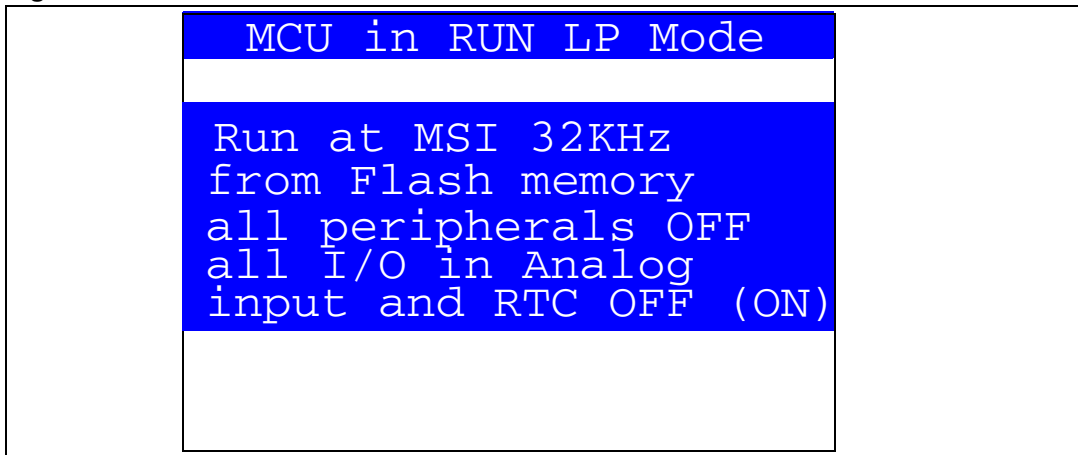 MCU in RUN LP Mode
Run at MSI 32KHz
from Flash memory
all peripherals OFF
all I/O in Analog
input and RTC OFF (ON)